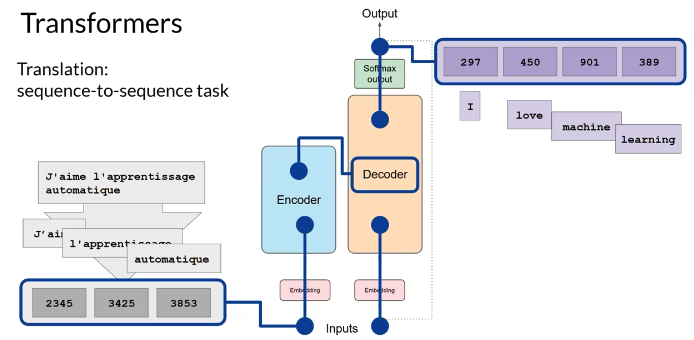 Transformers
Translation:
sequence-to-sequence task
Output
Softmax
output
297 450 901 389
I
love
machine
learning
Encoder
Decoder
J'aime l'apprentissage
automatique
l'apprentissage
automatique
Embedding
Embedding
2345 3425 3853
Inputs